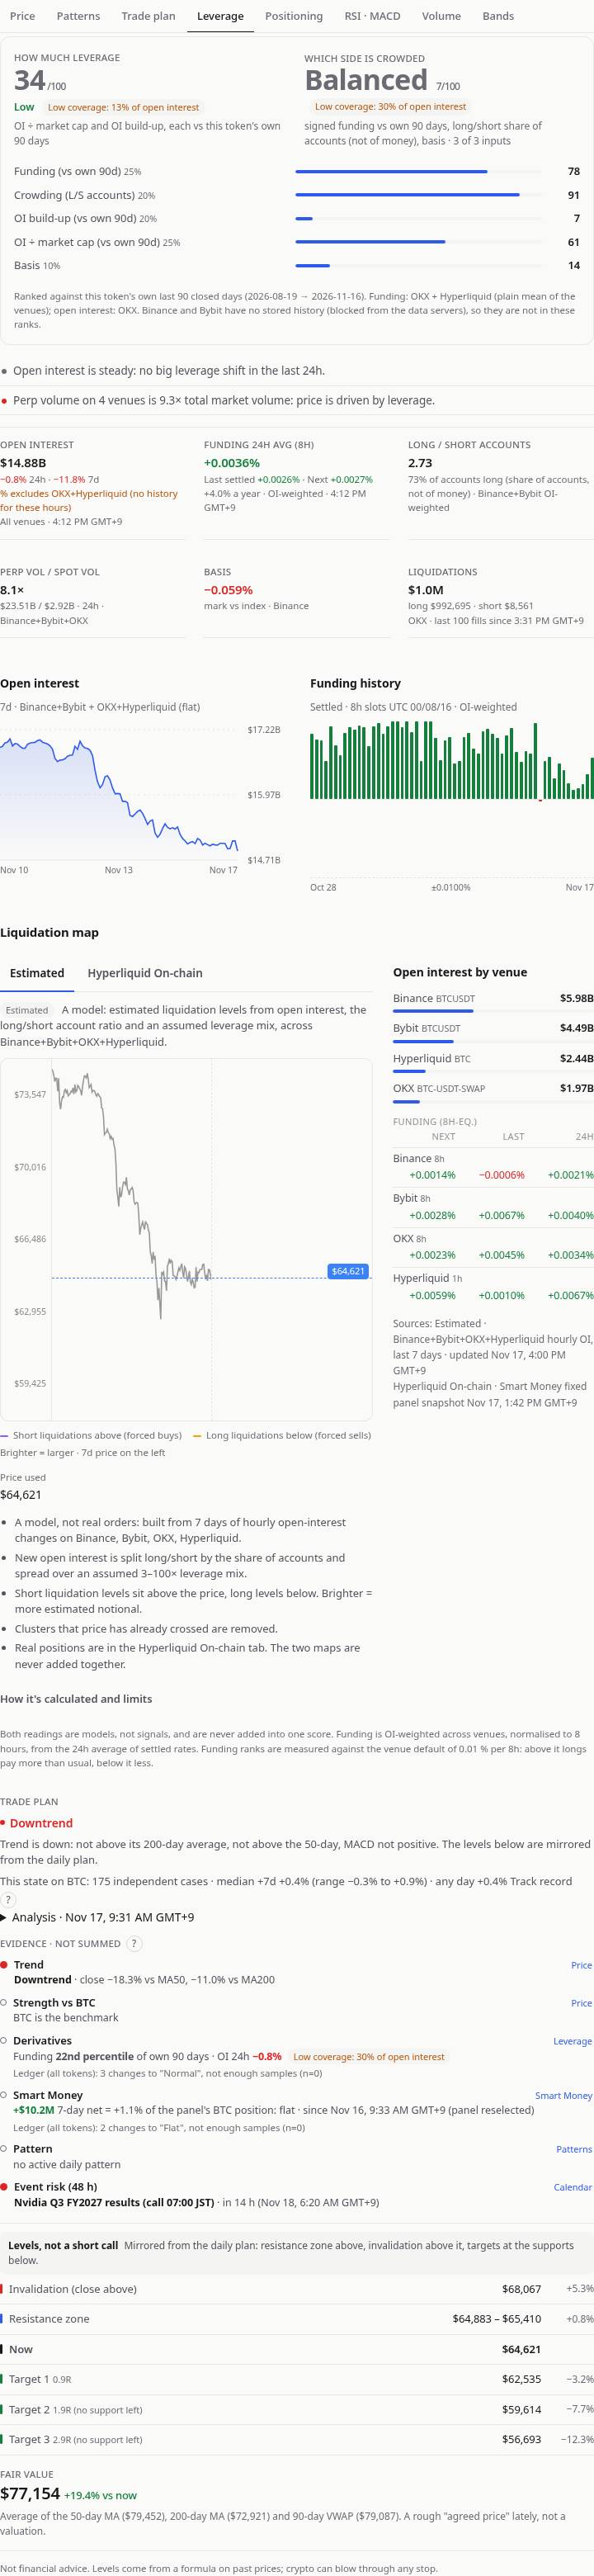 Price Patterns Trade plan Leverage Positioning RSI · MACD Volume Bands
HOW MUCH LEVERAGE
34 /100
Low Low coverage: 13% of open interest
OI ÷ market cap and OI build-up, each vs this token's own
90 days
WHICH SIDE IS CROWDED
Balanced 7/100
Low coverage: 30% of open interest
signed funding vs own 90 days, long/short share of
accounts (not of money), basis · 3 of 3 inputs
Funding (vs own 90d) 25% 78
Crowding (L/S accounts) 20% 91
OI build-up (vs own 90d) 20% 7
OI ÷ market cap (vs own 90d) 25% 61
Basis 10% 14
Ranked against this token's own last 90 closed days (2026-08-19 → 2026-11-16). Funding: OKX + Hyperliquid (plain mean of the
venues); open interest: OKX. Binance and Bybit have no stored history (blocked from the data servers), so they are not in these
ranks.
Open interest is steady: no big leverage shift in the last 24h.
Perp volume on 4 venues is 9.3× total market volume: price is driven by leverage.
OPEN INTEREST
$14.88B
−0.8% 24h · −11.8% 7d
% excludes OKX+Hyperliquid (no history
for these hours)
All venues · 4:12 PM GMT+9
FUNDING 24H AVG (8H)
+0.0036%
Last settled +0.0026% · Next +0.0027%
+4.0% a year · OI-weighted · 4:12 PM
GMT+9
LONG / SHORT ACCOUNTS
2.73
73% of accounts long (share of accounts,
not of money) · Binance+Bybit OI-
weighted
PERP VOL / SPOT VOL
8.1×
$23.51B / $2.92B · 24h ·
Binance+Bybit+OKX
BASIS
−0.059%
mark vs index · Binance
LIQUIDATIONS
$1.0M
long $992,695 · short $8,561
OKX · last 100 fills since 3:31 PM GMT+9
Open interest
7d · Binance+Bybit + OKX+Hyperliquid (flat)
$17.22B
$15.97B
$14.71B
Nov 10 Nov 13 Nov 17
Funding history
Settled · 8h slots UTC 00/08/16 · OI-weighted
Oct 28 ±0.0100% Nov 17
Liquidation map
Estimated Hyperliquid On-chain
Estimated A model: estimated liquidation levels from open interest, the
long/short account ratio and an assumed leverage mix, across
Binance+Bybit+OKX+Hyperliquid.
$73,547
$70,016
$66,486
$64,621
$62,955
$59,425
Short liquidations above (forced buys) Long liquidations below (forced sells)
Brighter = larger · 7d price on the left
Price used
$64,621
• A model, not real orders: built from 7 days of hourly open-interest
changes on Binance, Bybit, OKX, Hyperliquid.
• New open interest is split long/short by the share of accounts and
spread over an assumed 3–100× leverage mix.
• Short liquidation levels sit above the price, long levels below. Brighter =
more estimated notional.
• Clusters that price has already crossed are removed.
• Real positions are in the Hyperliquid On-chain tab. The two maps are
never added together.
Open interest by venue
Binance BTCUSDT $5.98B
Bybit BTCUSDT $4.49B
Hyperliquid BTC $2.44B
OKX BTC-USDT-SWAP $1.97B
FUNDING (8H-EQ.)
NEXT LAST 24H
Binance 8h
+0.0014% −0.0006% +0.0021%
Bybit 8h
+0.0028% +0.0067% +0.0040%
OKX 8h
+0.0023% +0.0045% +0.0034%
Hyperliquid 1h
+0.0059% +0.0010% +0.0067%
Sources: Estimated ·
Binance+Bybit+OKX+Hyperliquid hourly OI,
last 7 days · updated Nov 17, 4:00 PM
GMT+9
Hyperliquid On-chain · Smart Money fixed
panel snapshot Nov 17, 1:42 PM GMT+9
How it's calculated and limits
Both readings are models, not signals, and are never added into one score. Funding is OI-weighted across venues, normalised to 8
hours, from the 24h average of settled rates. Funding ranks are measured against the venue default of 0.01 % per 8h: above it longs
pay more than usual, below it less.
TRADE PLAN
Downtrend
Trend is down: not above its 200-day average, not above the 50-day, MACD not positive. The levels below are mirrored
from the daily plan.
This state on BTC: 175 independent cases · median +7d +0.4% (range −0.3% to +0.9%) · any day +0.4% Track record
?
▶ Analysis · Nov 17, 9:31 AM GMT+9
EVIDENCE · NOT SUMMED ?
Trend Price
Downtrend · close −18.3% vs MA50, −11.0% vs MA200
Strength vs BTC Price
BTC is the benchmark
Derivatives Leverage
Funding 22nd percentile of own 90 days · OI 24h −0.8% Low coverage: 30% of open interest
Ledger (all tokens): 3 changes to "Normal", not enough samples (n=0)
Smart Money Smart Money
+$10.2M 7-day net = +1.1% of the panel's BTC position: flat · since Nov 16, 9:33 AM GMT+9 (panel reselected)
Ledger (all tokens): 2 changes to "Flat", not enough samples (n=0)
Pattern Patterns
no active daily pattern
Event risk (48 h) Calendar
Nvidia Q3 FY2027 results (call 07:00 JST) · in 14 h (Nov 18, 6:20 AM GMT+9)
Levels, not a short call Mirrored from the daily plan: resistance zone above, invalidation above it, targets at the supports
below.
Invalidation (close above) $68,067 +5.3%
Resistance zone $64,883 – $65,410 +0.8%
Now $64,621
Target 1 0.9R $62,535 −3.2%
Target 2 1.9R (no support left) $59,614 −7.7%
Target 3 2.9R (no support left) $56,693 −12.3%
FAIR VALUE
$77,154 +19.4% vs now
Average of the 50-day MA ($79,452), 200-day MA ($72,921) and 90-day VWAP ($79,087). A rough "agreed price" lately, not a
valuation.
Not financial advice. Levels come from a formula on past prices; crypto can blow through any stop.